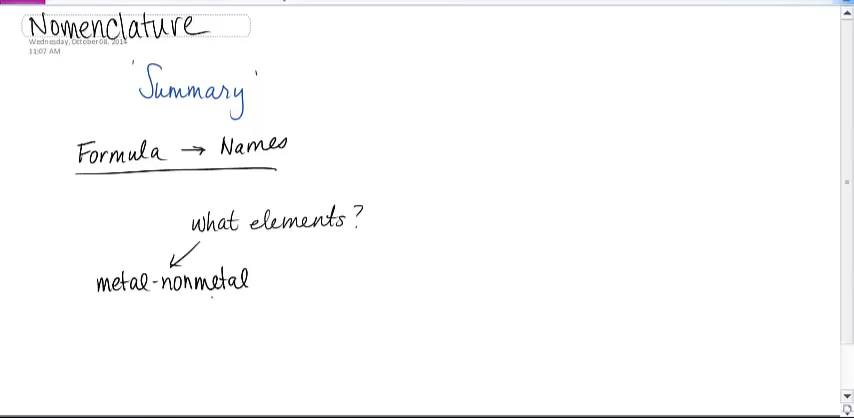 Nomenclature
Wednesday, October 08, 2014
11:07 AM
'Summary'
Formula → Names
what elements?
metal-nonmetal